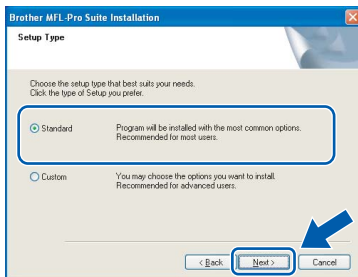 Brother MFL-Pro Suite Installation
Setup Type
Choose the setup type that best suits your needs.
Click the type of Setup you prefer.
Standard
Program will be installed with the most common options.
Recommended for most users.
Custom
You may choose the options you want to install.
Recommended for advanced users.
< Back
Next >
Cancel